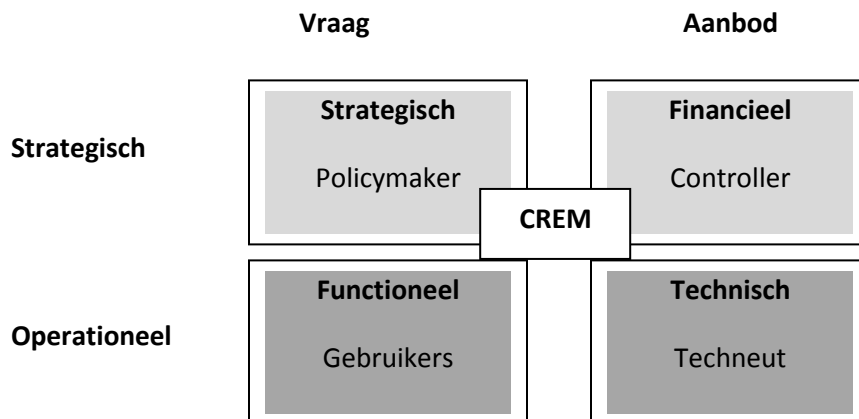 Vraag Aanbod
Strategisch Financieel
Strategisch
Policymaker Controller
CREM
Functioneel Technisch
Operationeel
Gebruikers Techneut